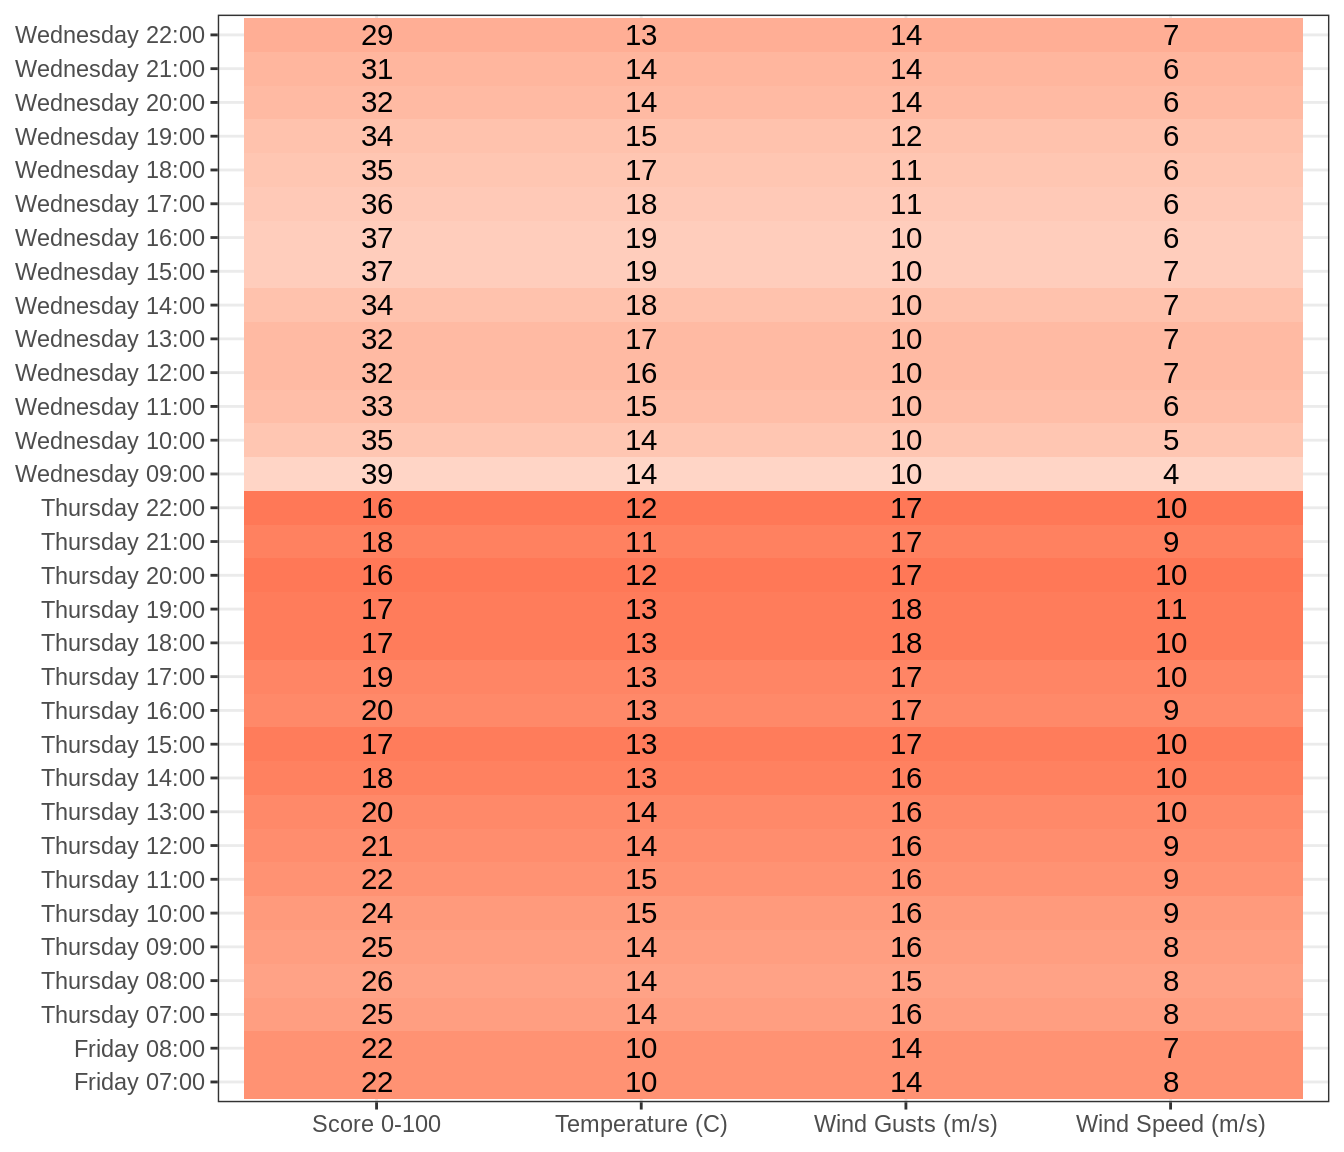 Wednesday 22:00 29 13 14 7
Wednesday 21:00 31 14 14 6
Wednesday 20:00 32 14 14 6
Wednesday 19:00 34 15 12 6
Wednesday 18:00 35 17 11 6
Wednesday 17:00 36 18 11 6
Wednesday 16:00 37 19 10 6
Wednesday 15:00 37 19 10 7
Wednesday 14:00 34 18 10 7
Wednesday 13:00 32 17 10 7
Wednesday 12:00 32 16 10 7
Wednesday 11:00 33 15 10 6
Wednesday 10:00 35 14 10 5
Wednesday 09:00 39 14 10 4
Thursday 22:00 16 12 17 10
Thursday 21:00 18 11 17 9
Thursday 20:00 16 12 17 10
Thursday 19:00 17 13 18 11
Thursday 18:00 17 13 18 10
Thursday 17:00 19 13 17 10
Thursday 16:00 20 13 17 9
Thursday 15:00 17 13 17 10
Thursday 14:00 18 13 16 10
Thursday 13:00 20 14 16 10
Thursday 12:00 21 14 16 9
Thursday 11:00 22 15 16 9
Thursday 10:00 24 15 16 9
Thursday 09:00 25 14 16 8
Thursday 08:00 26 14 15 8
Thursday 07:00 25 14 16 8
Friday 08:00 22 10 14 7
Friday 07:00 22 10 14 8
Score 0-100 Temperature (C) Wind Gusts (m/s) Wind Speed (m/s)